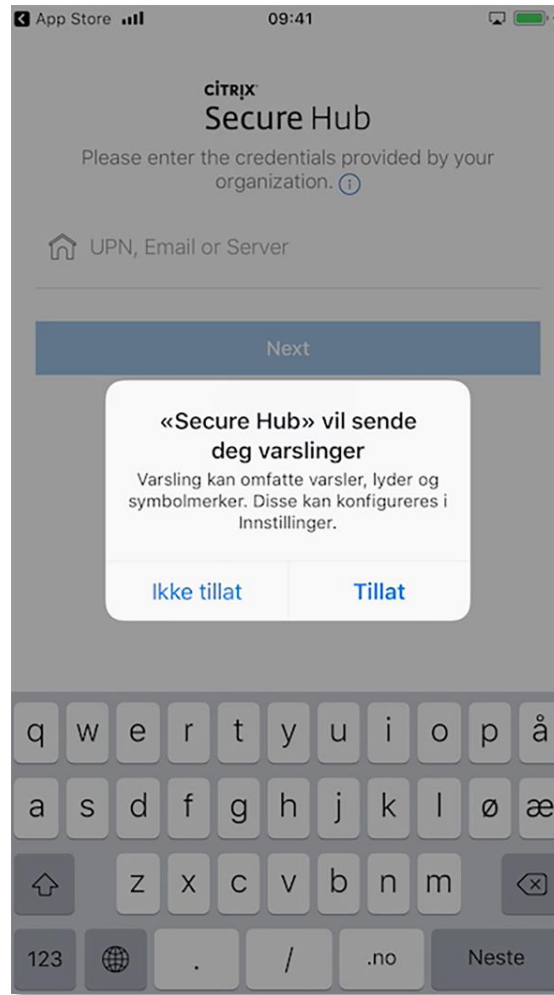 App Store 09:41
CİTRIX
Secure Hub
Please enter the credentials provided by your
organization. i
UPN, Email or Server
Next
«Secure Hub» vil sende
deg varslinger
Varsling kan omfatte varsler, lyder og
symbolmerker. Disse kan konfigureres i
Innstillinger.
Ikke tillat Tillat
q w e r t y u i o p å
a s d f g h j k l ø æ
z x c v b n m
123 . / .no Neste